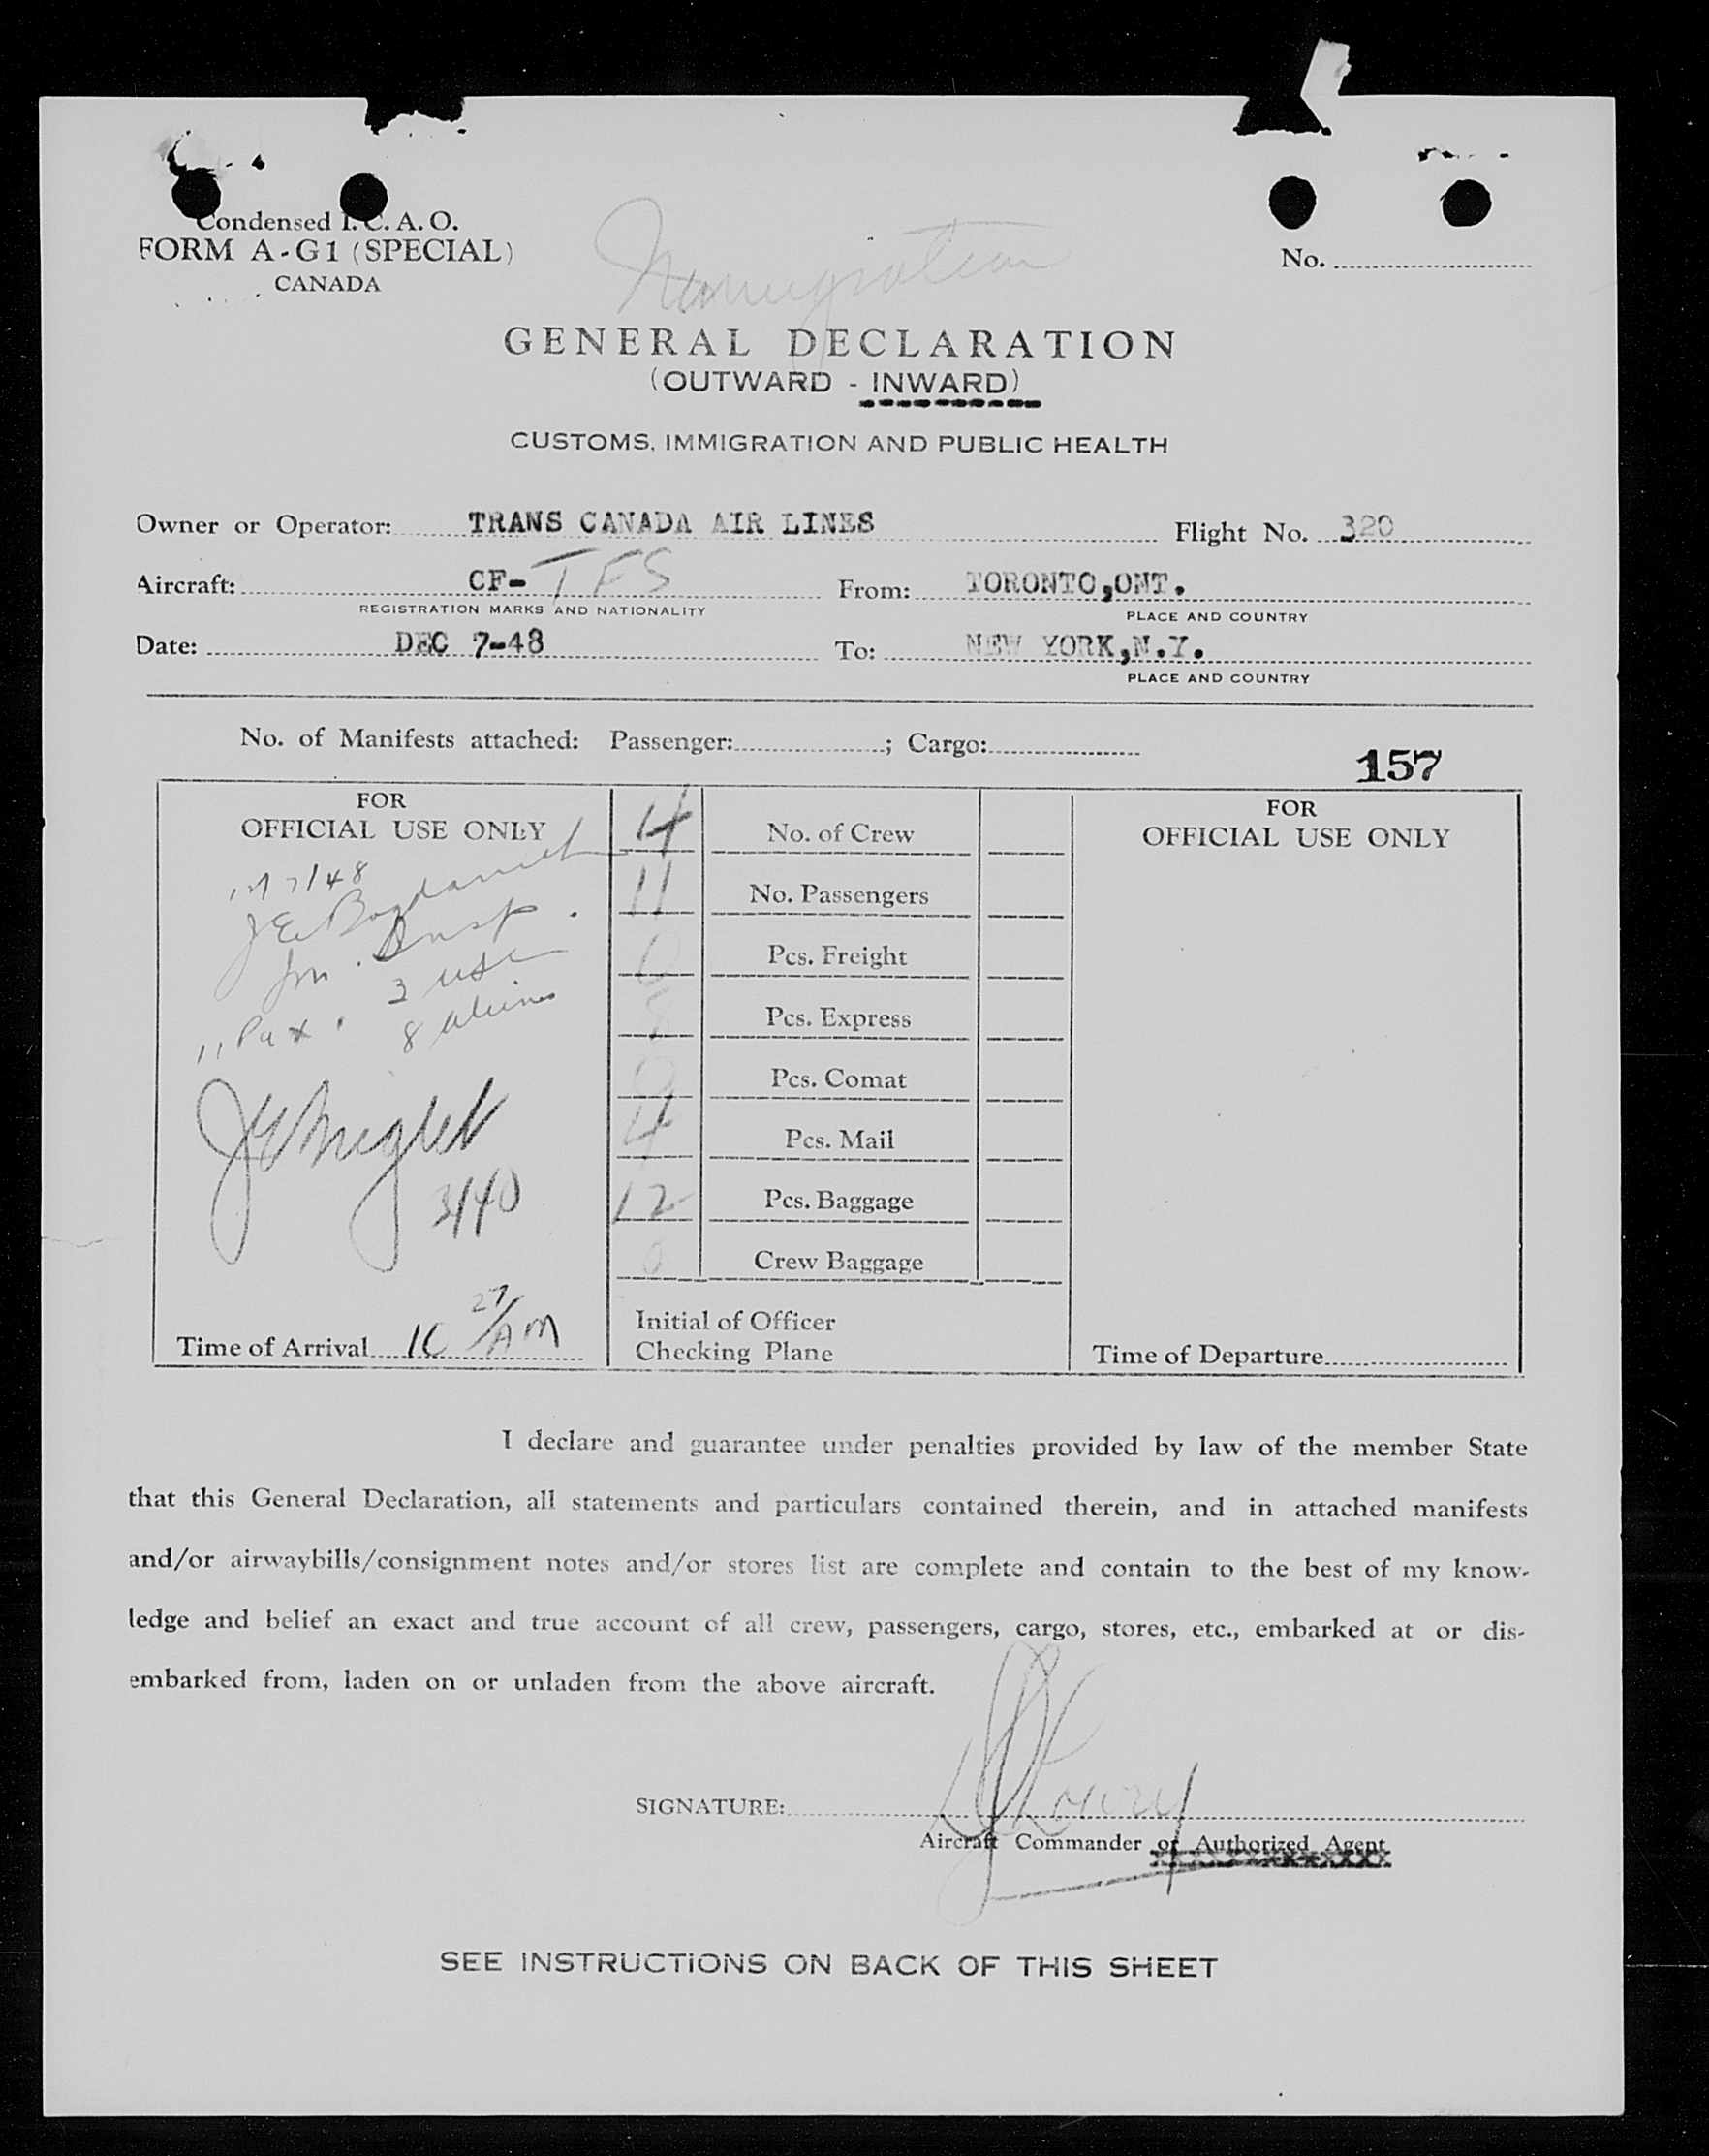 Condensed I.C.A.O.
FORM A-G1 (SPECIAL)
CANADA
Immigration
No.
GENERAL DECLARATION
(OUTWARD - INWARD)
CUSTOMS, IMMIGRATION AND PUBLIC HEALTH
Owner or Operator: TRANS CANADA AIR LINES Flight No. 320
Aircraft: CF-TFS From: TORONTO,ONT.
REGISTRATION MARKS AND NATIONALITY PLACE AND COUNTRY
Date: DEC 7-48 To: NEW YORK,N.Y.
PLACE AND COUNTRY
No. of Manifests attached: Passenger: ; Cargo:
157
FOR
OFFICIAL USE ONLY
7/48
Insp.
3 USC
11 Pax. 8 aliens
3140
Time of Arrival 10 27/AM
4 No. of Crew
11 No. Passengers
0 Pcs. Freight
Pcs. Express
0 Pcs. Comat
4 Pcs. Mail
12 Pcs. Baggage
0 Crew Baggage
Initial of Officer
Checking Plane
FOR
OFFICIAL USE ONLY
Time of Departure
I declare and guarantee under penalties provided by law of the member State
that this General Declaration, all statements and particulars contained therein, and in attached manifests
and/or airwaybills/consignment notes and/or stores list are complete and contain to the best of my know-
ledge and belief an exact and true account of all crew, passengers, cargo, stores, etc., embarked at or dis-
embarked from, laden on or unladen from the above aircraft.
SIGNATURE:
Aircraft Commander or Authorized Agent
SEE INSTRUCTIONS ON BACK OF THIS SHEET